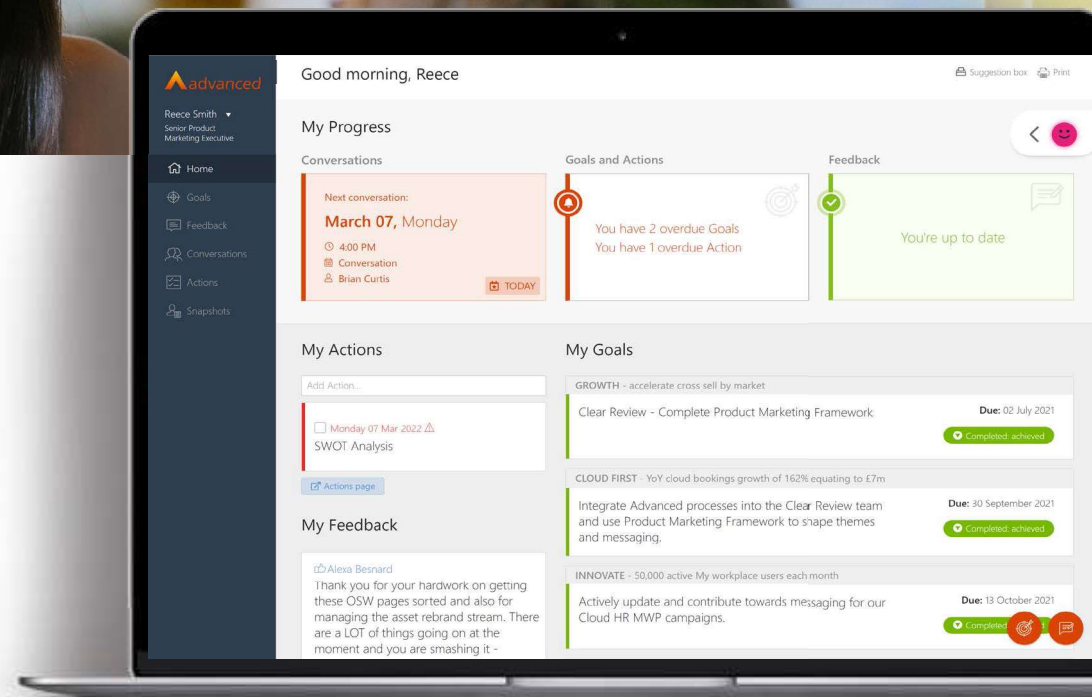 advanced
Reece Smith
Senior Product
Marketing Executive
Home
Goals
Feedback
Conversations
Actions
Snapshots
Good morning, Reece
Suggestion box
Print
My Progress
Conversations
Next conversation:
March 07, Monday
4:00 PM
Conversation
Brian Curtis
TODAY
Goals and Actions
You have 2 overdue Goals
You have 1 overdue Action
Feedback
You're up to date
My Actions
Add Action...
Monday 07 Mar 2022
SWOT Analysis
Actions page
My Feedback
Alexa Besnard
Thank you for your hardwork on getting
these OSW pages sorted and also for
managing the asset rebrand stream. There
are a LOT of things going on at the
moment and you are smashing it -
My Goals
GROWTH - accelerate cross sell by market
Clear Review - Complete Product Marketing Framework
Due: 02 July 2021
Completed: achieved
CLOUD FIRST - YoY cloud bookings growth of 162% equating to £7m
Integrate Advanced processes into the Clear Review team
and use Product Marketing Framework to shape themes
and messaging.
Due: 30 September 2021
Completed: achieved
INNOVATE - 50,000 active My workplace users each month
Actively update and contribute towards messaging for our
Cloud HR MWP campaigns.
Due: 13 October 2021
Completed